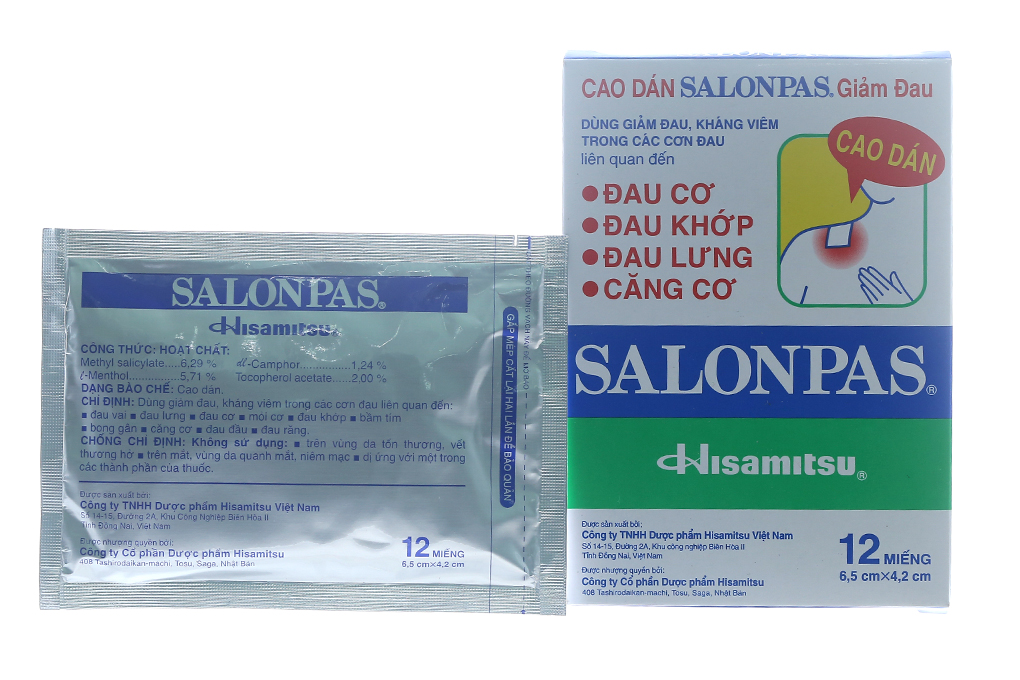 CAO DÁN SALONPAS® Giảm Đau
DÙNG GIẢM ĐAU, KHÁNG VIÊM
TRONG CÁC CƠN ĐAU
liên quan đến
CAO DÁN
●ĐAU CƠ
●ĐAU KHỚP
●ĐAU LƯNG
●CĂNG CƠ
SALONPAS®
Hisamitsu®
Được sản xuất bởi:
Công ty TNHH Dược phẩm Hisamitsu Việt Nam
Số 14-15, Đường 2A, Khu công nghiệp Biên Hòa II
Tỉnh Đồng Nai, Việt Nam
Được nhượng quyền bởi:
Công ty Cổ phần Dược phẩm Hisamitsu
408 Tashirodaikan-machi, Tosu, Saga, Nhật Bản
12 MIẾNG
6,5 cm×4,2 cm
SALONPAS®
Hisamitsu®
CÔNG THỨC: HOẠT CHẤT:
Methyl salicylate....6,29 % dl-Camphor..............1,24 %
ℓ-Menthol...............5,71 % Tocopherol acetate....2,00 %
DẠNG BÀO CHẾ: Cao dán.
CHỈ ĐỊNH: Dùng giảm đau, kháng viêm trong các cơn đau liên quan đến:
■ đau vai ■ đau lưng ■ đau cơ ■ mỏi cơ ■ đau khớp ■ bầm tím
■ bong gân ■ căng cơ ■ đau đầu ■ đau răng.
CHỐNG CHỈ ĐỊNH: Không sử dụng: ■ trên vùng da tổn thương, vết
thương hở ■ trên mắt, vùng da quanh mắt, niêm mạc ■ dị ứng với một trong
các thành phần của thuốc.
Được sản xuất bởi:
Công ty TNHH Dược phẩm Hisamitsu Việt Nam
Số 14-15, Đường 2A, Khu Công Nghiệp Biên Hòa II
Tỉnh Đồng Nai, Việt Nam
Được nhượng quyền bởi:
Công ty Cổ phần Dược phẩm Hisamitsu
408 Tashirodaikan-machi, Tosu, Saga, Nhật Bản
12 MIẾNG
6,5 cm×4,2 cm
GẤP MÉP CẮT LẠI HAI LẦN ĐỂ BẢO QUẢN